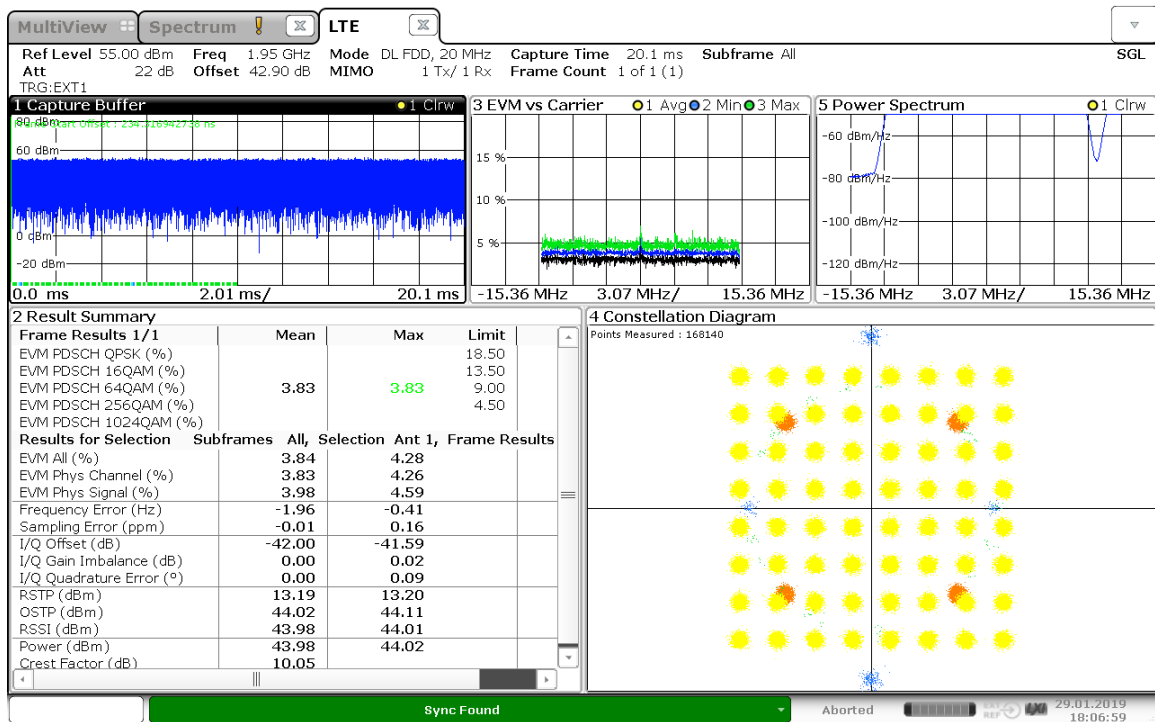 MultiView Spectrum LTE
Ref Level 55.00 dBm Freq 1.95 GHz Mode DL FDD, 20 MHz Capture Time 20.1 ms Subframe All SGL
Att 22 dB Offset 42.90 dB MIMO 1 Tx/ 1 Rx Frame Count 1 of 1 (1)
TRG:EXT1
1 Capture Buffer 1 Clrw
80 dBm
Frame Start Offset : 234.316942738 ns
60 dBm
0 dBm
-20 dBm
0.0 ms 2.01 ms/ 20.1 ms
3 EVM vs Carrier 1 Avg 2 Min 3 Max
15 %
10 %
5 %
-15.36 MHz 3.07 MHz/ 15.36 MHz
5 Power Spectrum 1 Clrw
-60 dBm/Hz
-80 dBm/Hz
-100 dBm/Hz
-120 dBm/Hz
-15.36 MHz 3.07 MHz/ 15.36 MHz
2 Result Summary
Frame Results 1/1 Mean Max Limit
EVM PDSCH QPSK (%) 18.50
EVM PDSCH 16QAM (%) 13.50
EVM PDSCH 64QAM (%) 3.83 3.83 9.00
EVM PDSCH 256QAM (%) 4.50
EVM PDSCH 1024QAM (%)
Results for Selection Subframes All, Selection Ant 1, Frame Results
EVM All (%) 3.84 4.28
EVM Phys Channel (%) 3.83 4.26
EVM Phys Signal (%) 3.98 4.59
Frequency Error (Hz) -1.96 -0.41
Sampling Error (ppm) -0.01 0.16
I/Q Offset (dB) -42.00 -41.59
I/Q Gain Imbalance (dB) 0.00 0.02
I/Q Quadrature Error (°) 0.00 0.09
RSTP (dBm) 13.19 13.20
OSTP (dBm) 44.02 44.11
RSSI (dBm) 43.98 44.01
Power (dBm) 43.98 44.02
Crest Factor (dB) 10.05
4 Constellation Diagram
Points Measured : 168140
Sync Found
Aborted
EXT
REF
LXI
29.01.2019
18:06:59